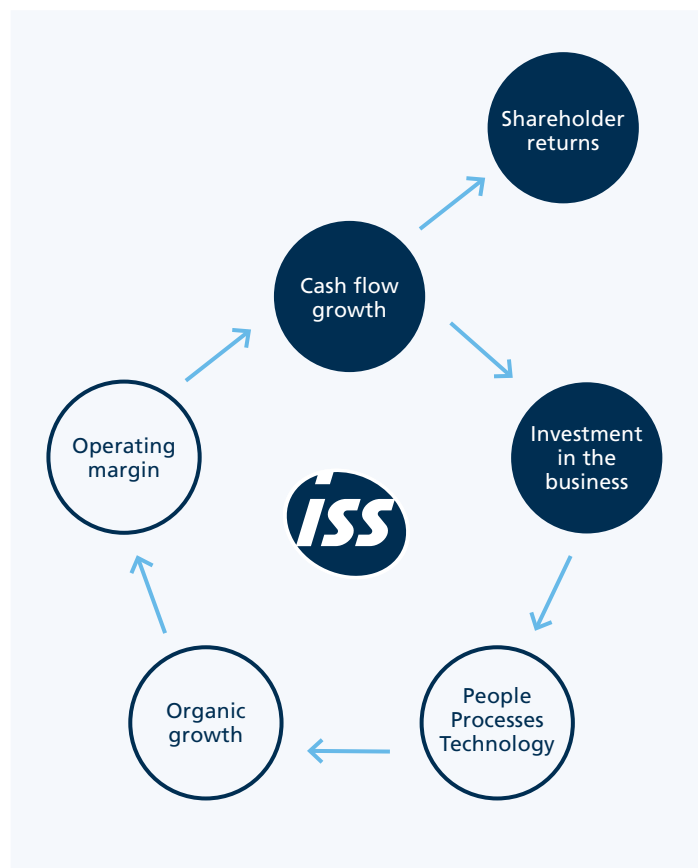 Shareholder
returns
Cash flow
growth
Operating
margin
Investment
in the
business
ISS
Organic
growth
People
Processes
Technology